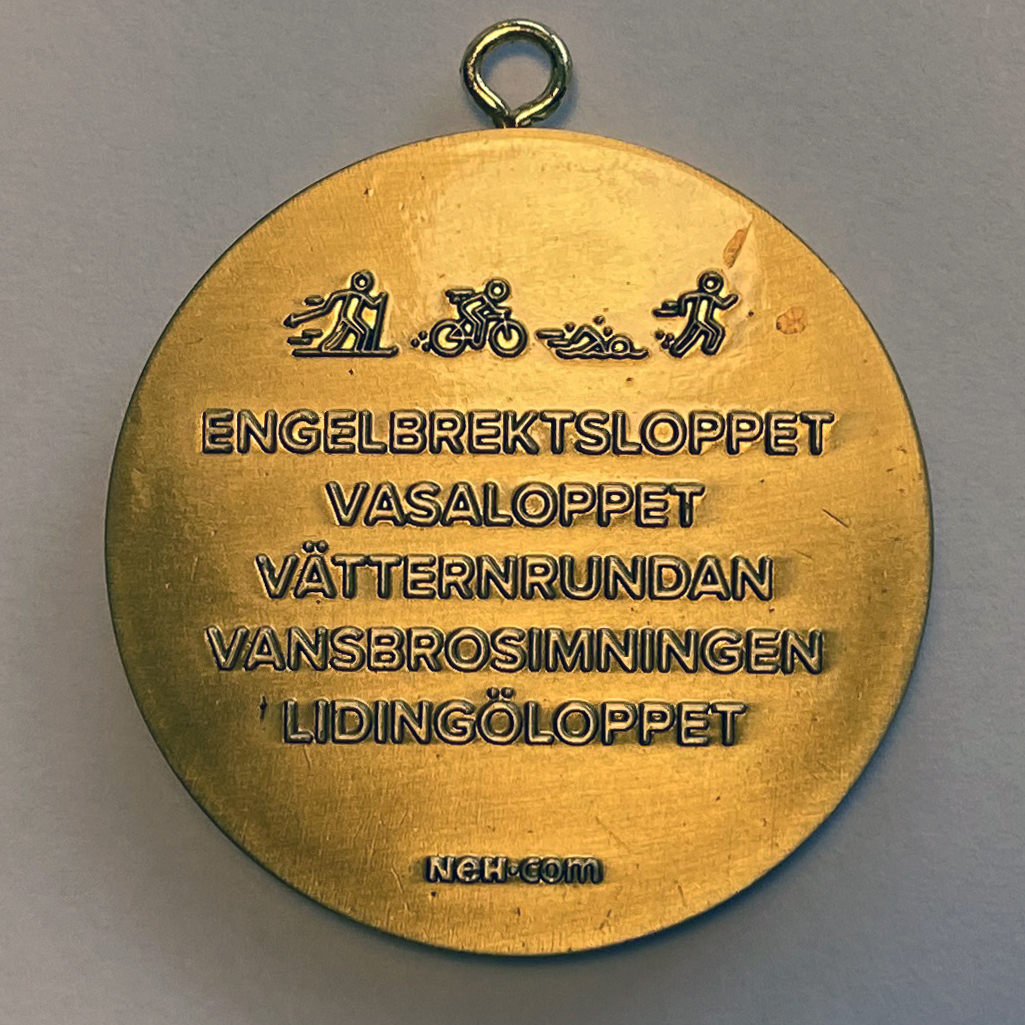 ENGELBREKTSLOPPET
VASALOPPET
VÄTTERNRUNDAN
VANSBROSIMNINGEN
LIDINGÖLOPPET
NeH·com